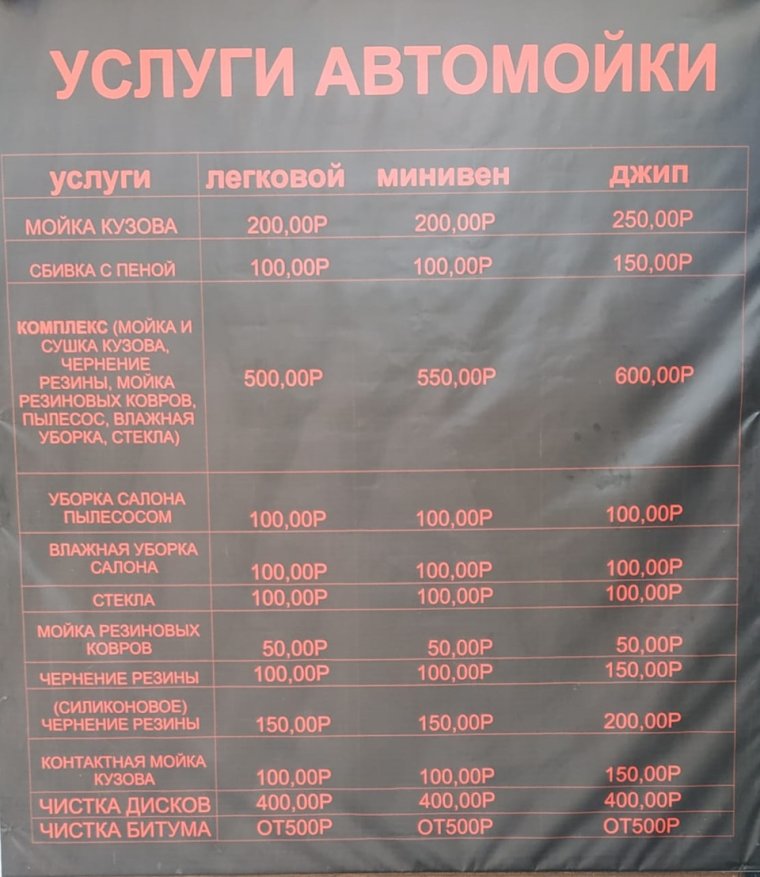 УСЛУГИ АВТОМОЙКИ
услуги легковой минивен джип
МОЙКА КУЗОВА 200,00Р 200,00Р 250,00Р
СБИВКА С ПЕНОЙ 100,00Р 100,00Р 150,00Р
КОМПЛЕКС (МОЙКА И
СУШКА КУЗОВА,
ЧЕРНЕНИЕ
РЕЗИНЫ, МОЙКА 500,00Р 550,00Р 600,00Р
РЕЗИНОВЫХ КОВРОВ,
ПЫЛЕСОС, ВЛАЖНАЯ
УБОРКА, СТЕКЛА)
УБОРКА САЛОНА
ПЫЛЕСОСОМ 100,00Р 100,00Р 100,00Р
ВЛАЖНАЯ УБОРКА
САЛОНА 100,00Р 100,00Р 100,00Р
СТЕКЛА 100,00Р 100,00Р 100,00Р
МОЙКА РЕЗИНОВЫХ
КОВРОВ 50,00Р 50,00Р 50,00Р
ЧЕРНЕНИЕ РЕЗИНЫ 100,00Р 100,00Р 150,00Р
(СИЛИКОНОВОЕ)
ЧЕРНЕНИЕ РЕЗИНЫ 150,00Р 150,00Р 200,00Р
КОНТАКТНАЯ МОЙКА
КУЗОВА 100,00Р 100,00Р 150,00Р
ЧИСТКА ДИСКОВ 400,00Р 400,00Р 400,00Р
ЧИСТКА БИТУМА ОТ500Р ОТ500Р ОТ500Р